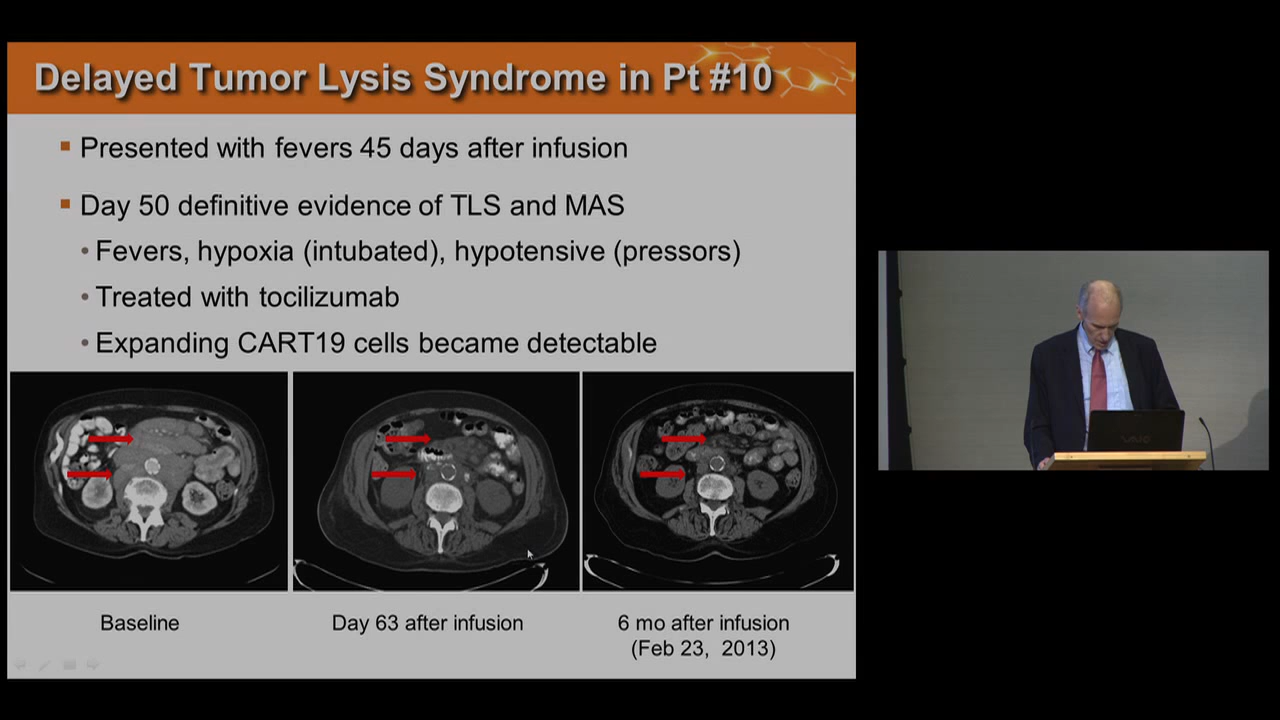 Delayed Tumor Lysis Syndrome in Pt #10
▪ Presented with fevers 45 days after infusion
▪ Day 50 definitive evidence of TLS and MAS
• Fevers, hypoxia (intubated), hypotensive (pressors)
• Treated with tocilizumab
• Expanding CART19 cells became detectable
Baseline
Day 63 after infusion
6 mo after infusion
(Feb 23, 2013)
VAIO